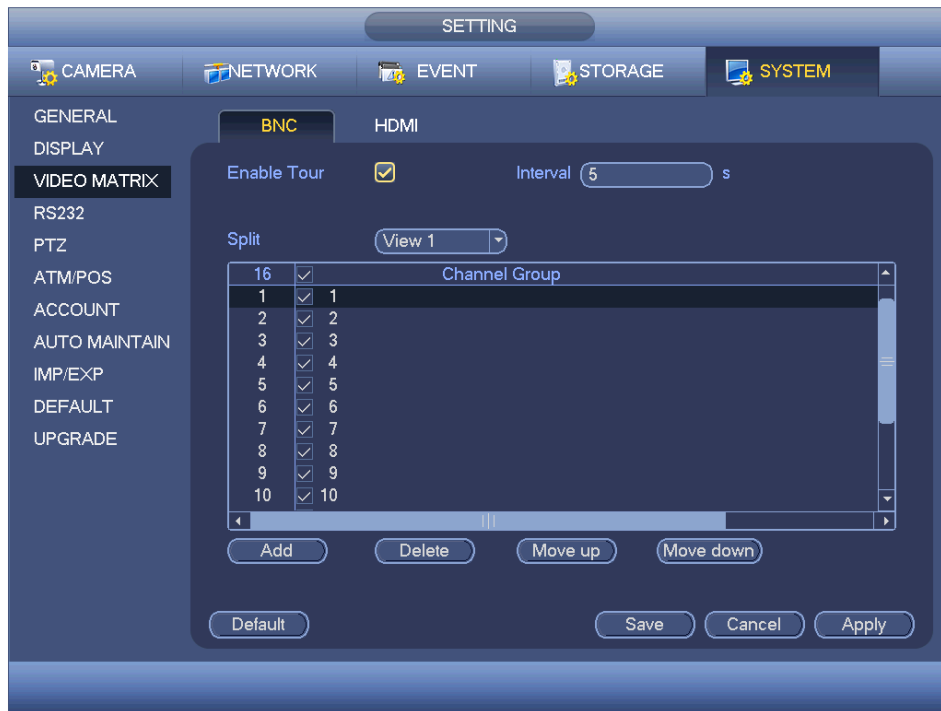 SETTING
CAMERA NETWORK EVENT STORAGE SYSTEM
GENERAL
DISPLAY
VIDEO MATRIX
RS232
PTZ
ATM/POS
ACCOUNT
AUTO MAINTAIN
IMP/EXP
DEFAULT
UPGRADE
BNC HDMI
Enable Tour Interval 5 s
Split View 1
16 Channel Group
1 1
2 2
3 3
4 4
5 5
6 6
7 7
8 8
9 9
10 10
Add Delete Move up Move down
Default Save Cancel Apply